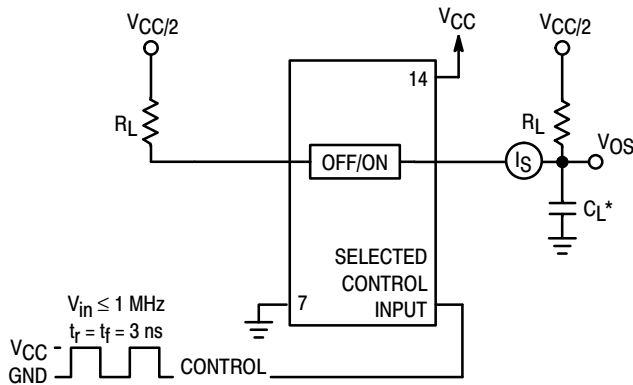 VCC/2
VCC
VCC/2
14
RL
RL
VOS
OFF/ON
IS
CL*
SELECTED
CONTROL
INPUT
7
Vin ≤ 1 MHz
tr = tf = 3 ns
VCC
GND
CONTROL